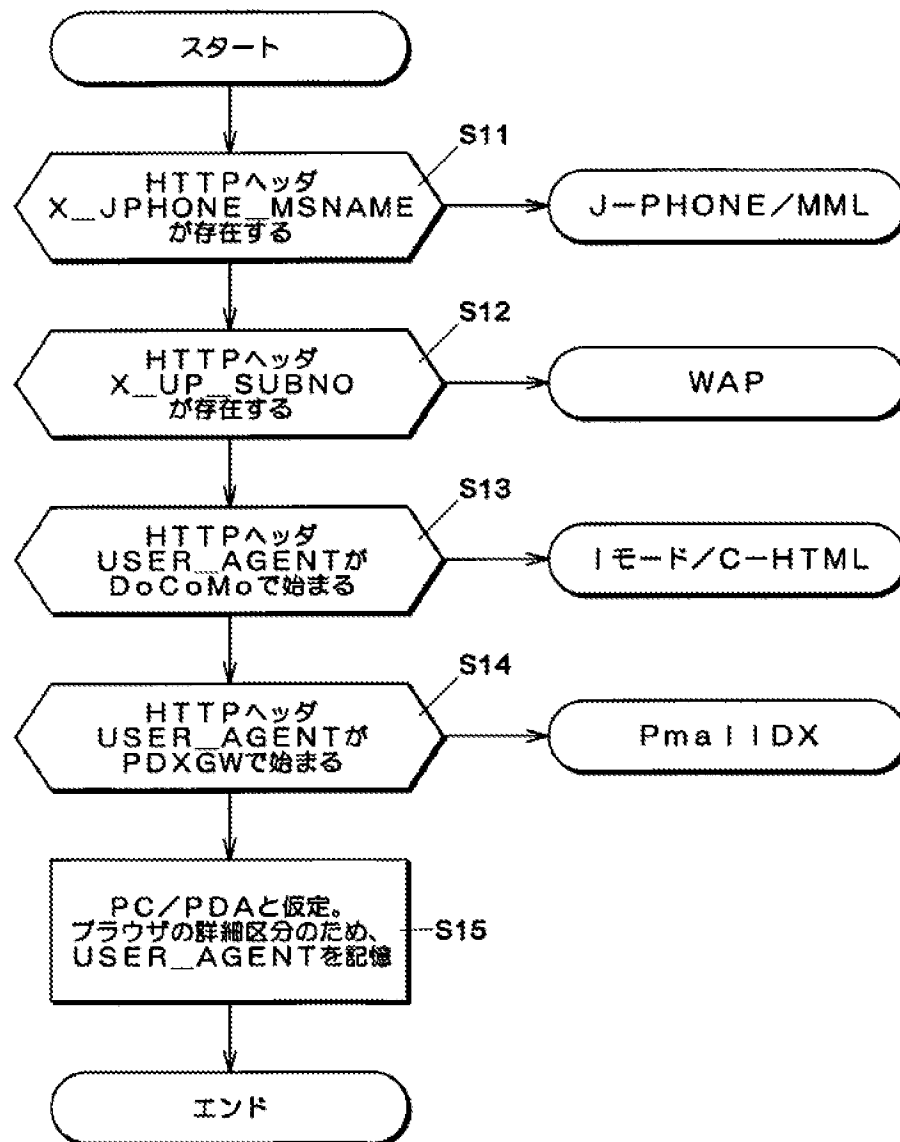 スタート
S11
HTTPヘッダ
X__JPHONE__MSNAME
が存在する
J－PHONE／MML
S12
HTTPヘッダ
X__UP__SUBNO
が存在する
WAP
S13
HTTPヘッダ
USER__AGENTが
DoCoMoで始まる
Iモード／C－HTML
S14
HTTPヘッダ
USER__AGENTが
PDXGWで始まる
PmailDX
S15
PC／PDAと仮定。
ブラウザの詳細区分のため、
USER__AGENTを記憶
エンド